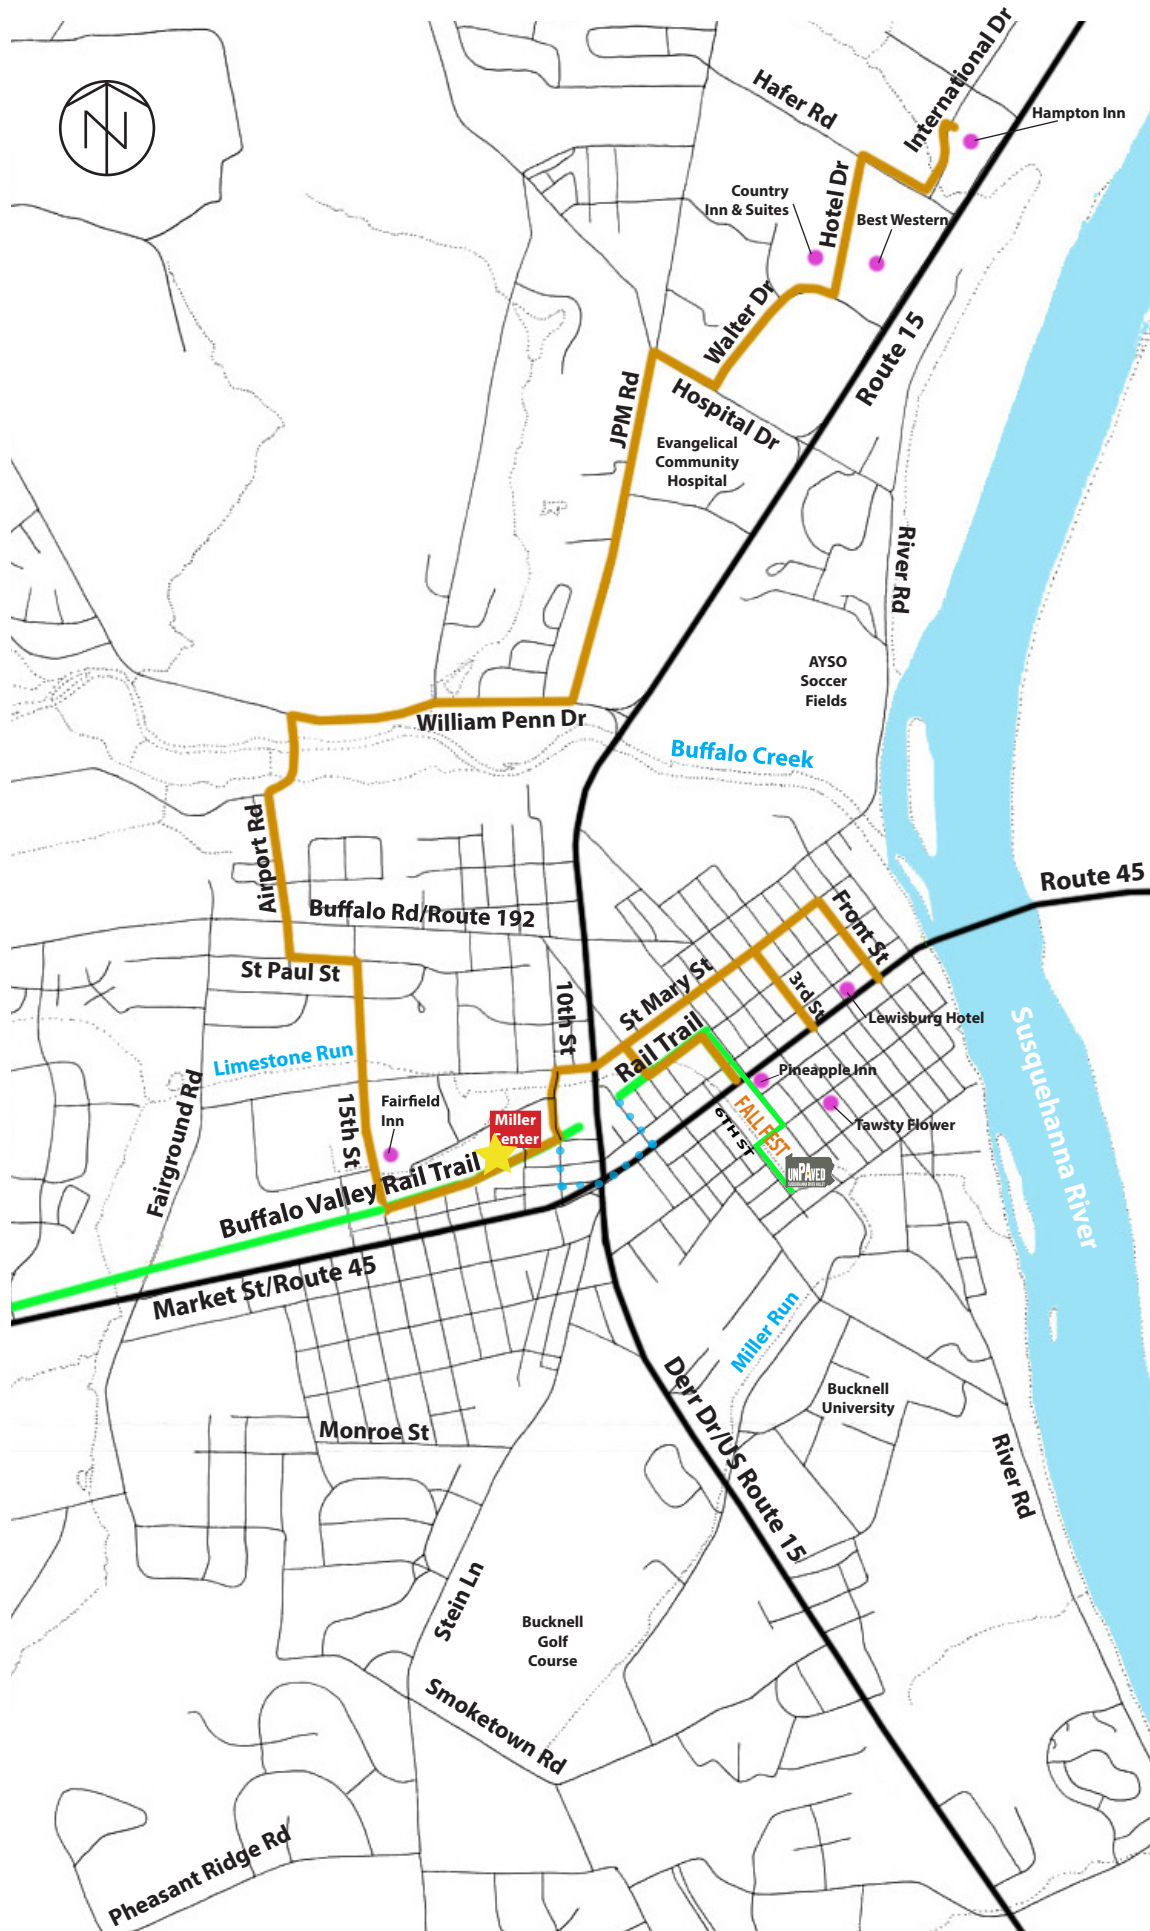 International Dr
Hafer Rd
Hampton Inn
N
Country
Inn & Suites
Hotel Dr
Best Western
Walter Dr
Route 15
JPM Rd
Hospital Dr
Evangelical
Community
Hospital
River Rd
AYSO
Soccer
Fields
William Penn Dr
Buffalo Creek
Airport Rd
Route 45
Buffalo Rd/Route 192
Front St
St Paul St
10th St
St Mary St
3rd St
Lewisburg Hotel
Susquehanna River
Limestone Run
Rail Trail
Fairground Rd
15th St
Fairfield
Inn
Miller
Center
Pineapple Inn
FALL FEST
6TH ST
Tawsty Flower
UNPAVED
Buffalo Valley Rail Trail
Market St/Route 45
Miller Run
Derr Dr/US Route 15
Bucknell
University
Monroe St
River Rd
Stein Ln
Bucknell
Golf
Course
Smoketown Rd
Pheasant Ridge Rd